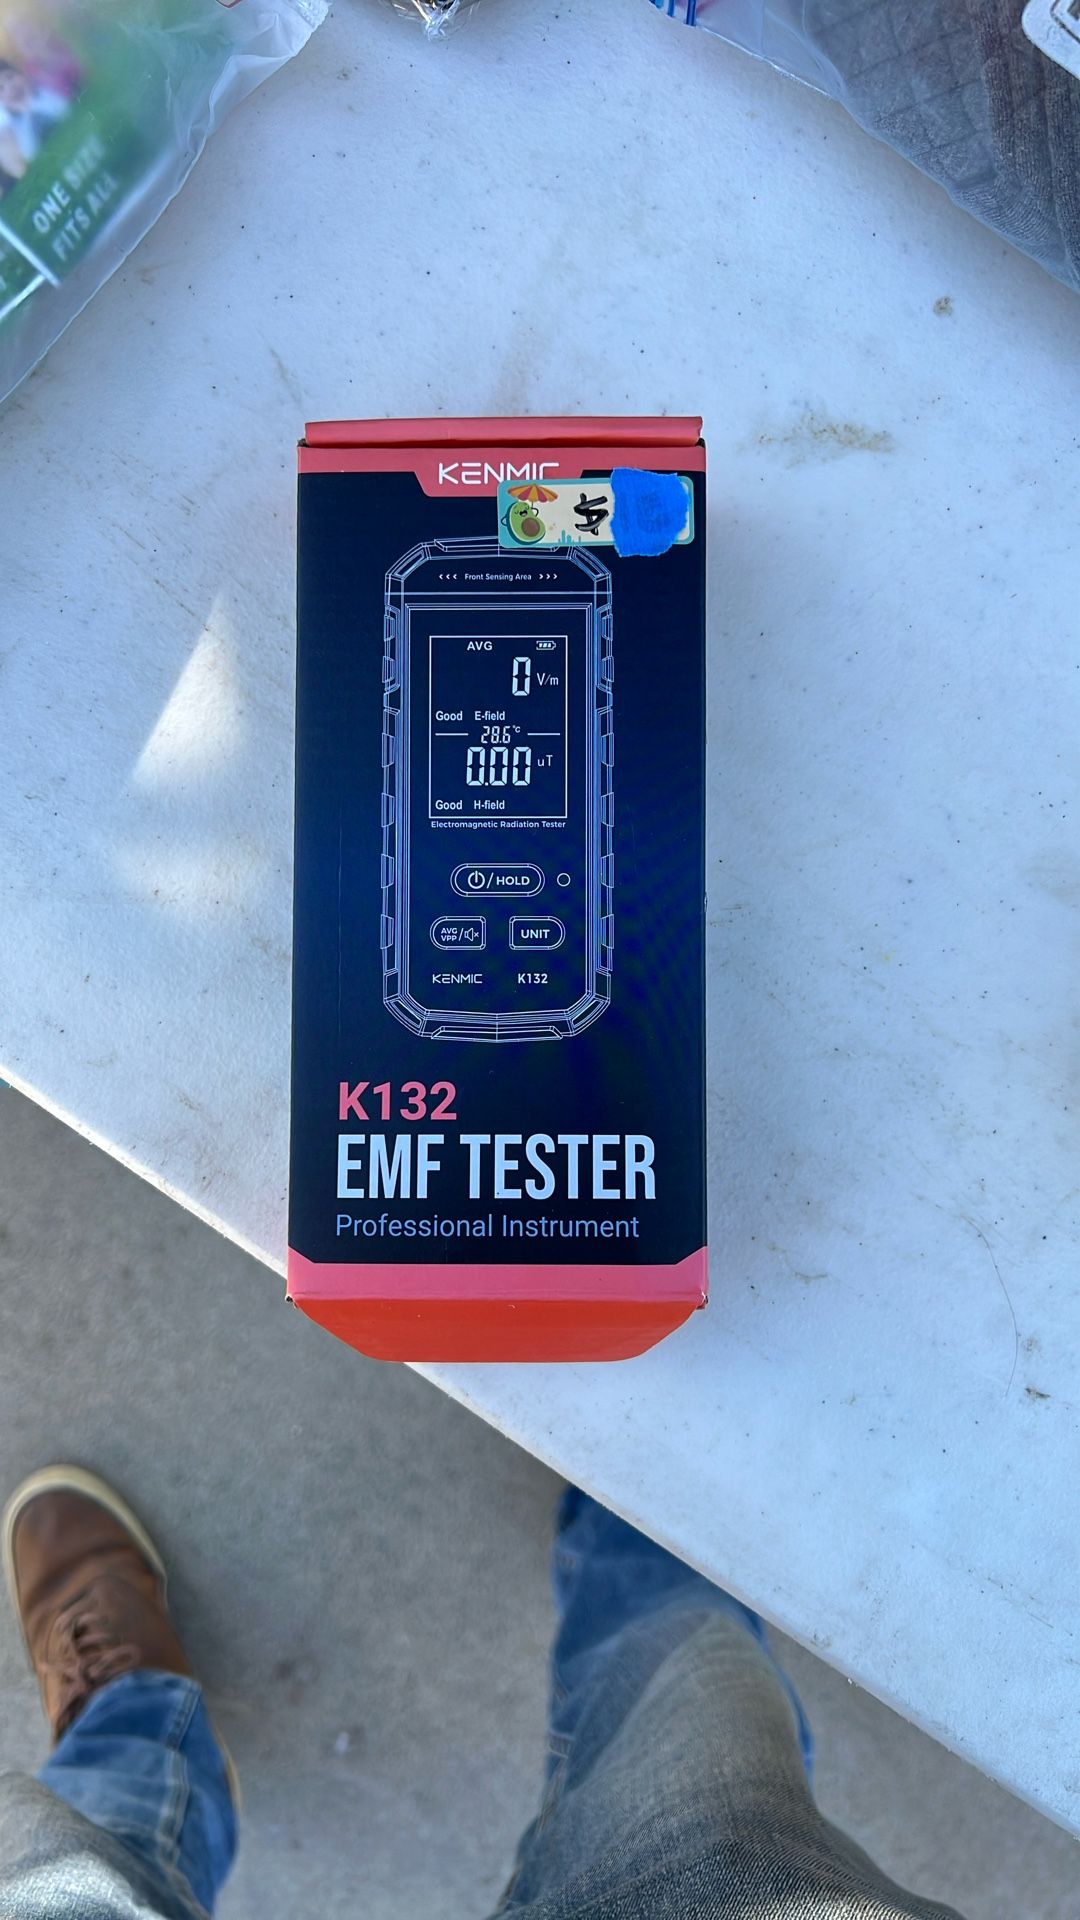 ONE SIZE
FITS ALL
KENMIC
$
<<< Front Sensing Area >>>
AVG
0 V/m
Good E-field
28.6°C
0.00 uT
Good H-field
Electromagnetic Radiation Tester
/HOLD
AVG
VPP /
UNIT
KENMIC K132
K132
EMF TESTER
Professional Instrument